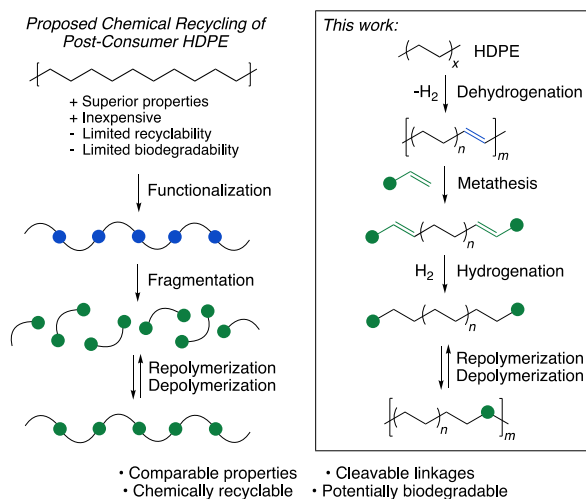 Proposed Chemical Recycling of
Post-Consumer HDPE
+ Superior properties
+ Inexpensive
- Limited recyclability
- Limited biodegradability
Functionalization
Fragmentation
Repolymerization
Depolymerization
This work:
x HDPE
-H2 Dehydrogenation
n
m
Metathesis
n
H2 Hydrogenation
n
Repolymerization
Depolymerization
n
m
• Comparable properties • Cleavable linkages
• Chemically recyclable • Potentially biodegradable